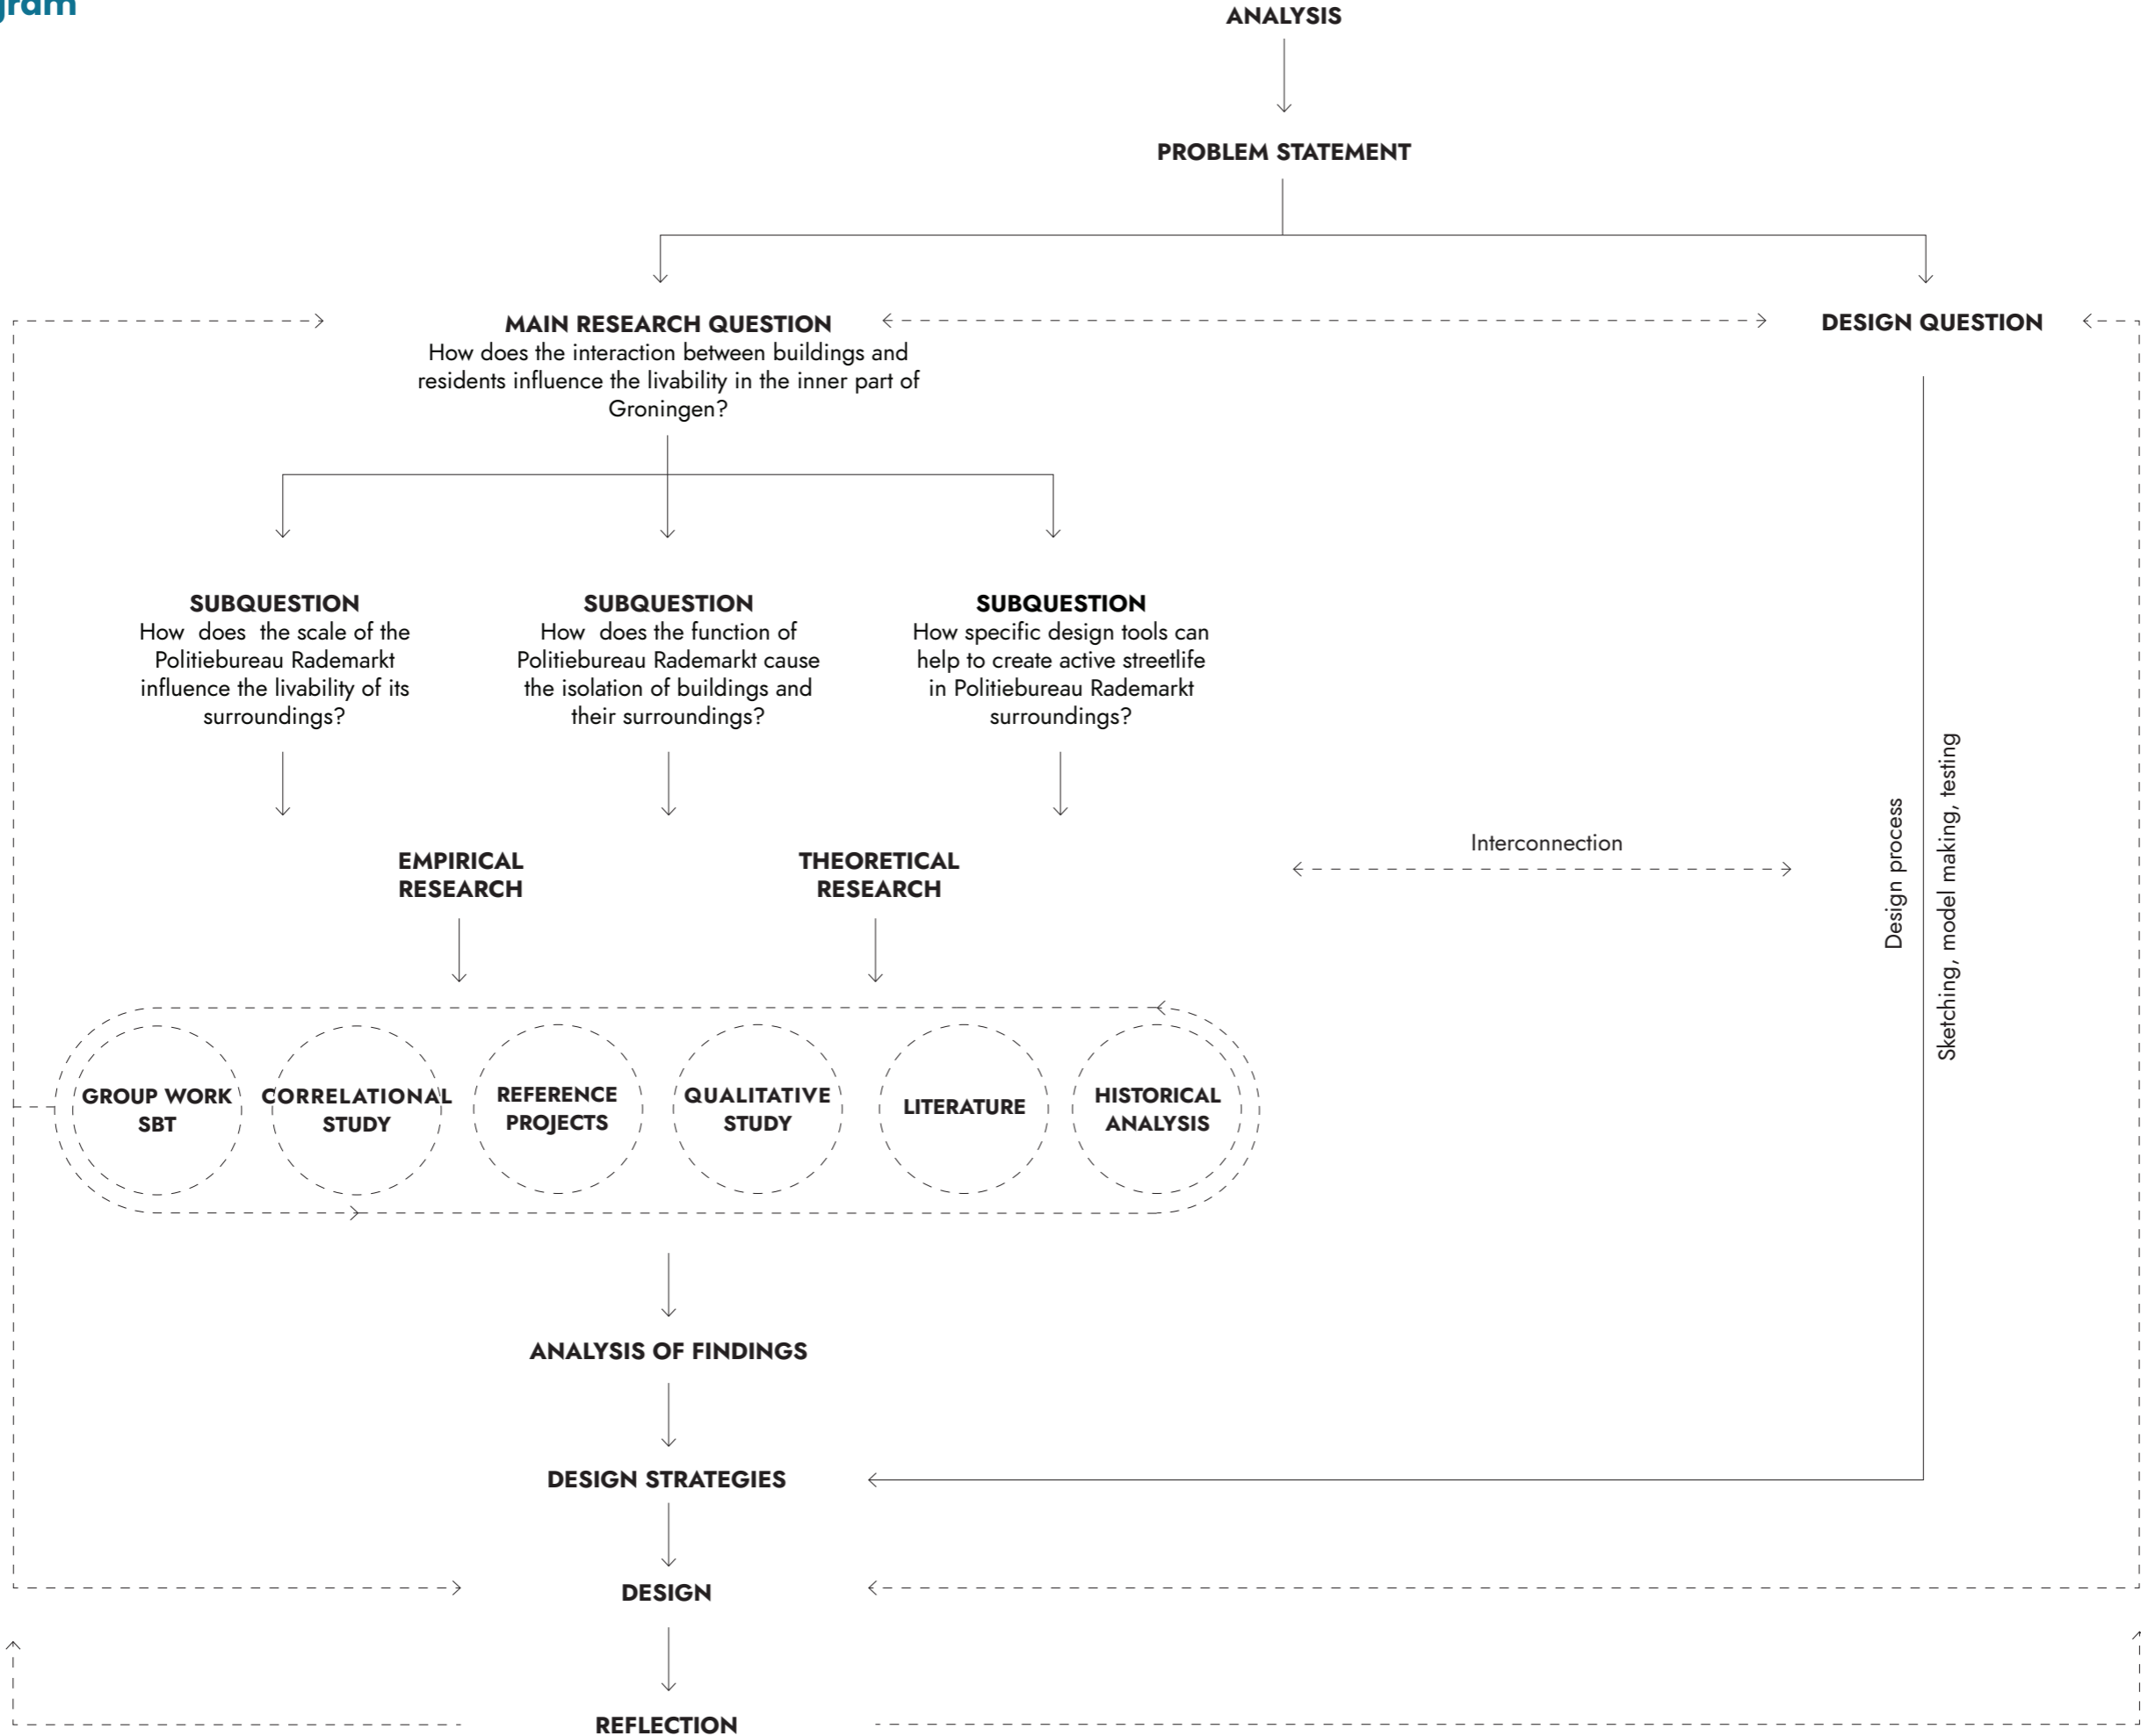 ANALYSIS
PROBLEM STATEMENT
MAIN RESEARCH QUESTION
How does the interaction between buildings and
residents influence the livability in the inner part of
Groningen?
DESIGN QUESTION
SUBQUESTION
How does the scale of the
Politiebureau Rademarkt
influence the livability of its
surroundings?
SUBQUESTION
How does the function of
Politiebureau Rademarkt cause
the isolation of buildings and
their surroundings?
SUBQUESTION
How specific design tools can
help to create active streetlife
in Politiebureau Rademarkt
surroundings?
EMPIRICAL
RESEARCH
THEORETICAL
RESEARCH
Interconnection
Design process
Sketching, model making, testing
GROUP WORK
SBT
CORRELATIONAL
STUDY
REFERENCE
PROJECTS
QUALITATIVE
STUDY
LITERATURE
HISTORICAL
ANALYSIS
ANALYSIS OF FINDINGS
DESIGN STRATEGIES
DESIGN
REFLECTION